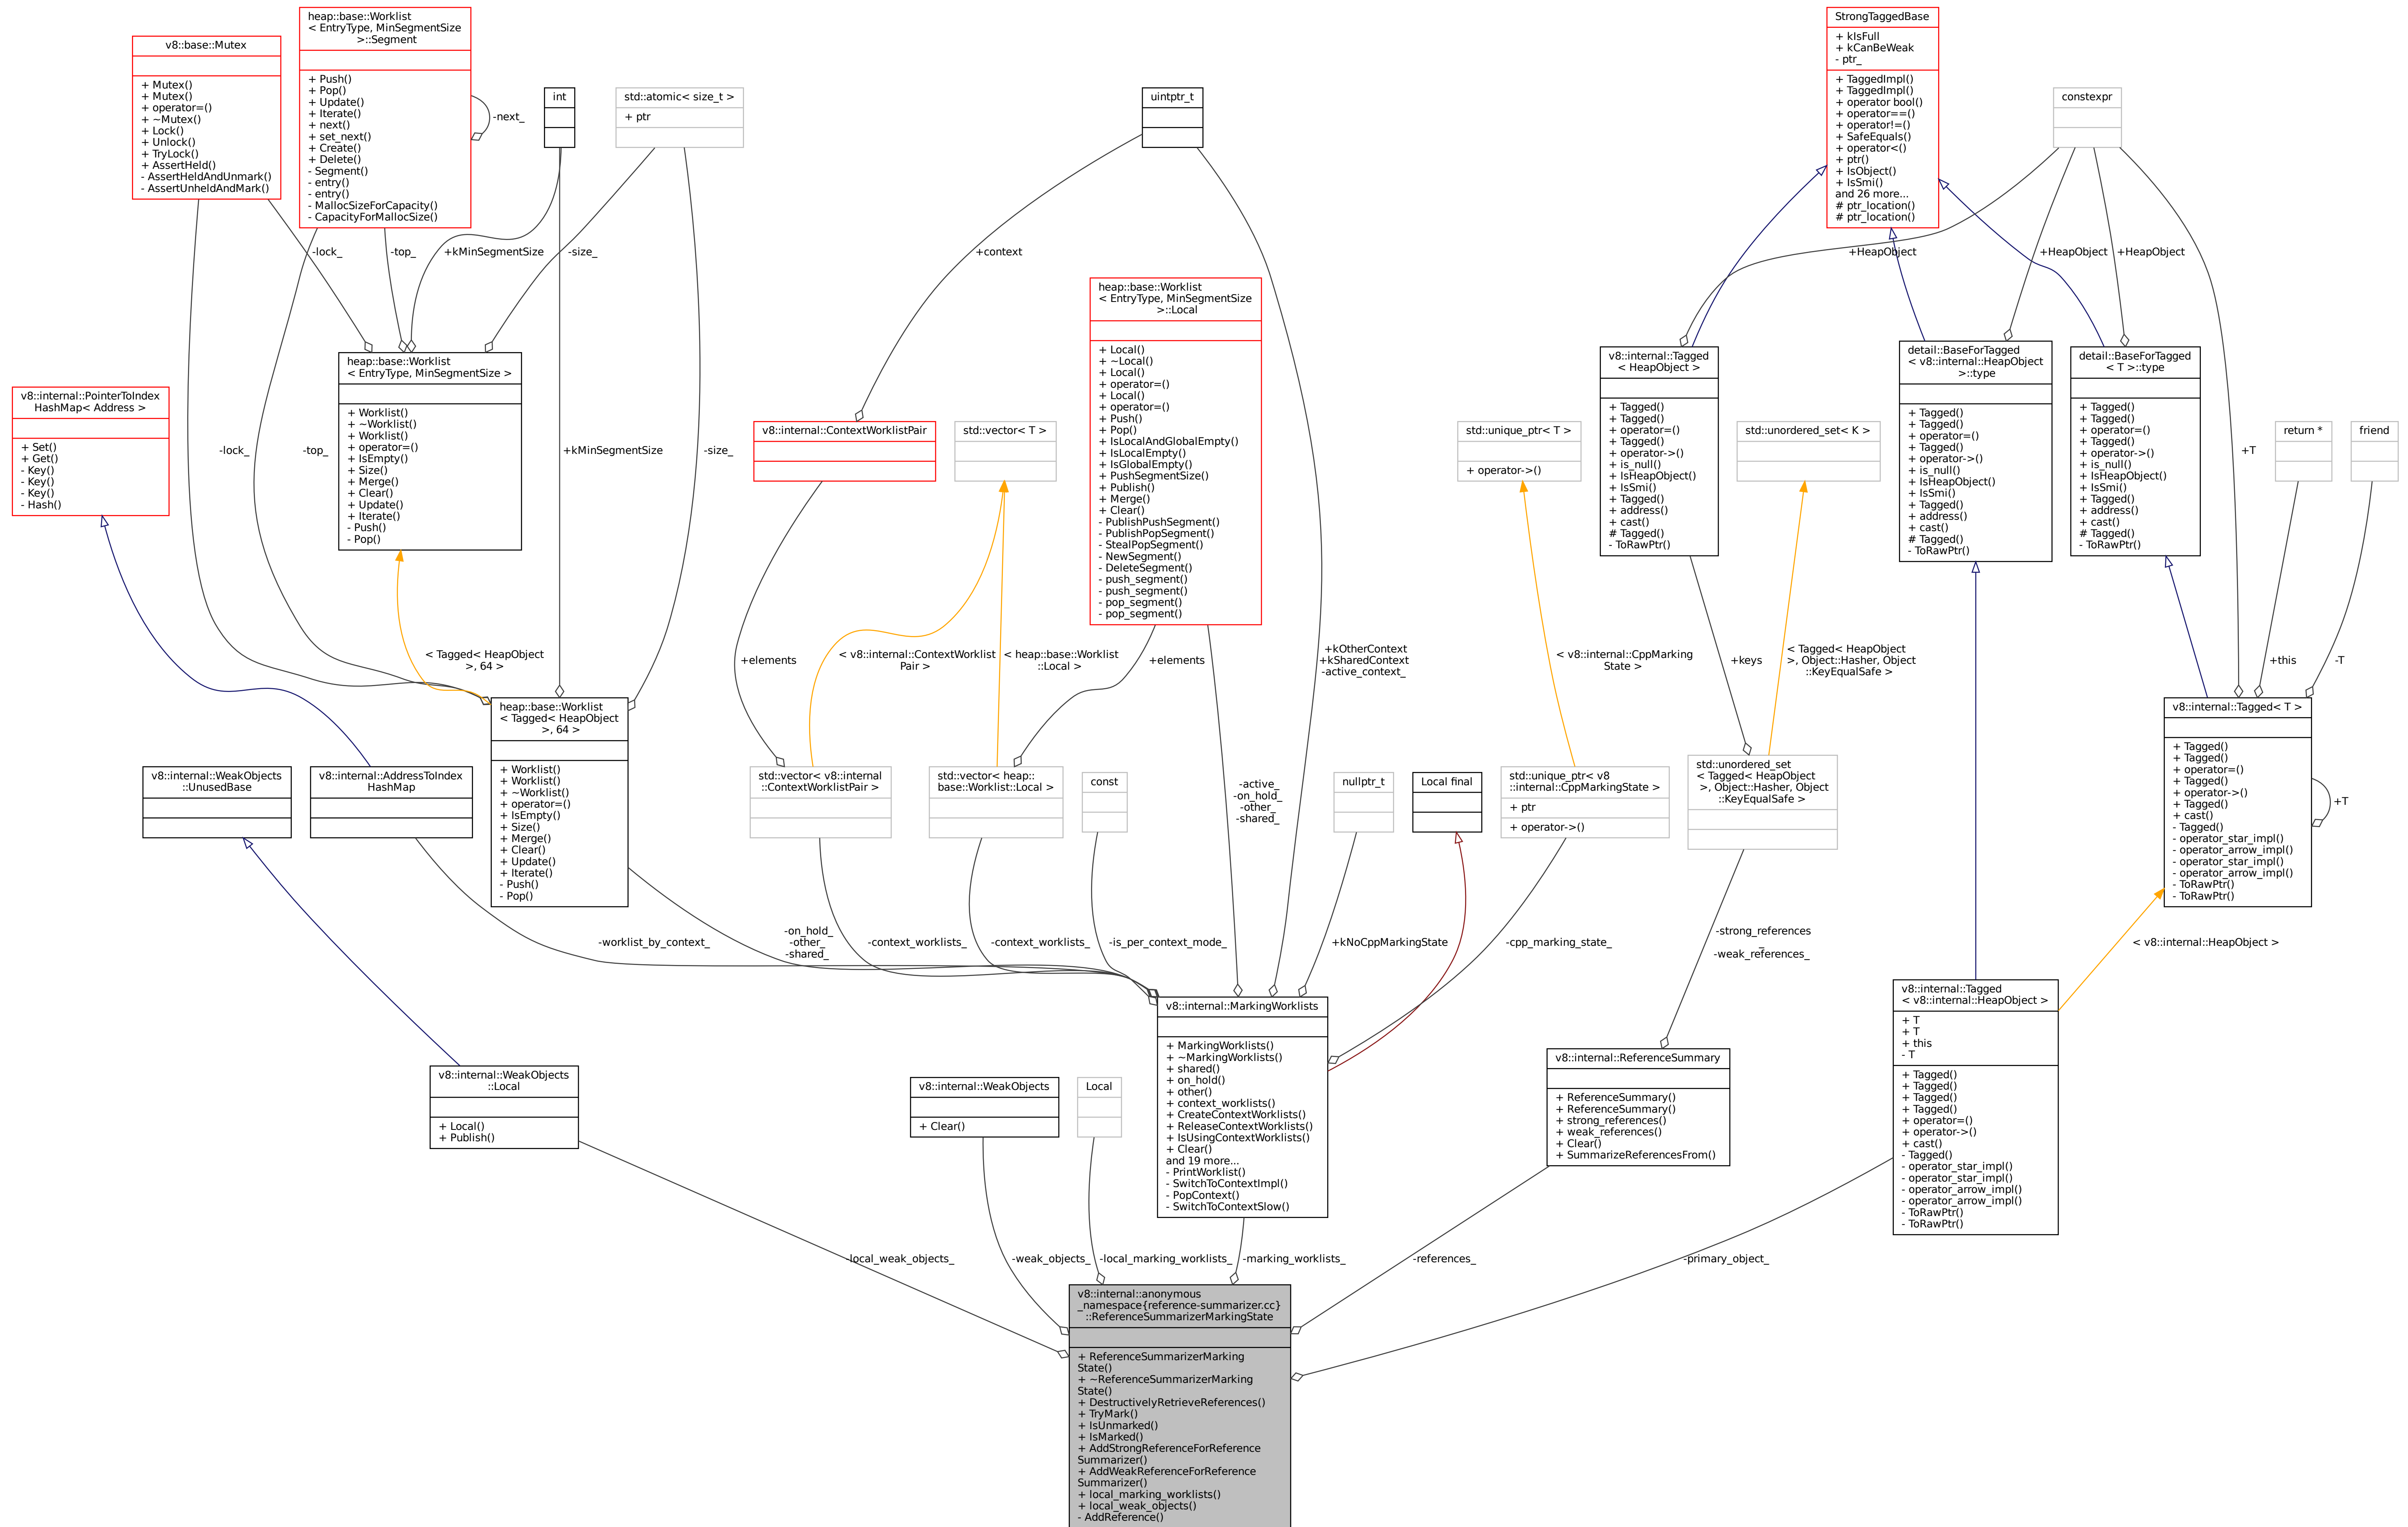 heap::base::Worklist
< EntryType, MinSegmentSize
>::Segment
+ Push()
+ Pop()
+ Update()
+ Iterate()
+ next()
+ set_next()
+ Create()
+ Delete()
- Segment()
- entry()
- entry()
- MallocSizeForCapacity()
- CapacityForMallocSize()
-next_
StrongTaggedBase
+ kIsFull
+ kCanBeWeak
- ptr_
+ TaggedImpl()
+ TaggedImpl()
+ operator bool()
+ operator==()
+ operator!=()
+ SafeEquals()
+ operator<()
+ ptr()
+ IsObject()
+ IsSmi()
and 26 more...
# ptr_location()
# ptr_location()
v8::base::Mutex
+ Mutex()
+ Mutex()
+ operator=()
+ ~Mutex()
+ Lock()
+ Unlock()
+ TryLock()
+ AssertHeld()
- AssertHeldAndUnmark()
- AssertUnheldAndMark()
int
std::atomic< size_t >
+ ptr
uintptr_t
constexpr
-lock_
-top_
+kMinSegmentSize
-size_
+context
+HeapObject
+HeapObject
+HeapObject
heap::base::Worklist
< EntryType, MinSegmentSize
>::Local
+ Local()
+ ~Local()
+ Local()
+ operator=()
+ Local()
+ operator=()
+ Push()
+ Pop()
+ IsLocalAndGlobalEmpty()
+ IsLocalEmpty()
+ IsGlobalEmpty()
+ PushSegmentSize()
+ Publish()
+ Merge()
+ Clear()
- PublishPushSegment()
- PublishPopSegment()
- StealPopSegment()
- NewSegment()
- DeleteSegment()
- push_segment()
- push_segment()
- pop_segment()
- pop_segment()
heap::base::Worklist
< EntryType, MinSegmentSize >
+ Worklist()
+ ~Worklist()
+ Worklist()
+ operator=()
+ IsEmpty()
+ Size()
+ Merge()
+ Clear()
+ Update()
+ Iterate()
- Push()
- Pop()
v8::internal::Tagged
< HeapObject >
+ Tagged()
+ Tagged()
+ operator=()
+ Tagged()
+ operator->()
+ is_null()
+ IsHeapObject()
+ IsSmi()
+ Tagged()
+ address()
+ cast()
# Tagged()
- ToRawPtr()
detail::BaseForTagged
< v8::internal::HeapObject
>::type
+ Tagged()
+ Tagged()
+ operator=()
+ Tagged()
+ operator->()
+ is_null()
+ IsHeapObject()
+ IsSmi()
+ Tagged()
+ address()
+ cast()
# Tagged()
- ToRawPtr()
detail::BaseForTagged
< T >::type
+ Tagged()
+ Tagged()
+ operator=()
+ Tagged()
+ operator->()
+ is_null()
+ IsHeapObject()
+ IsSmi()
+ Tagged()
+ address()
+ cast()
# Tagged()
- ToRawPtr()
v8::internal::PointerToIndex
HashMap< Address >
+ Set()
+ Get()
- Key()
- Key()
- Key()
- Hash()
v8::internal::ContextWorklistPair
std::vector< T >
std::unique_ptr< T >
+ operator->()
std::unordered_set< K >
return *
friend
-lock_
-top_
+kMinSegmentSize
-size_
+T
< Tagged< HeapObject
>, 64 >
+elements
< v8::internal::ContextWorklist
Pair >
< heap::base::Worklist
::Local >
+elements
+kOtherContext
+kSharedContext
-active_context_
< v8::internal::CppMarking
State >
+keys
< Tagged< HeapObject
>, Object::Hasher, Object
::KeyEqualSafe >
+this
-T
heap::base::Worklist
< Tagged< HeapObject
>, 64 >
+ Worklist()
+ Worklist()
+ ~Worklist()
+ operator=()
+ IsEmpty()
+ Size()
+ Merge()
+ Clear()
+ Update()
+ Iterate()
- Push()
- Pop()
v8::internal::Tagged< T >
+ Tagged()
+ Tagged()
+ operator=()
+ Tagged()
+ operator->()
+ Tagged()
+ cast()
- Tagged()
- operator_star_impl()
- operator_arrow_impl()
- operator_star_impl()
- operator_arrow_impl()
- ToRawPtr()
- ToRawPtr()
+T
v8::internal::WeakObjects
::UnusedBase
v8::internal::AddressToIndex
HashMap
std::vector< v8::internal
::ContextWorklistPair >
std::vector< heap::
base::Worklist::Local >
const
-active_
-on_hold_
-other_
-shared_
nullptr_t
Local final
std::unique_ptr< v8
::internal::CppMarkingState >
+ ptr
+ operator->()
std::unordered_set
< Tagged< HeapObject
>, Object::Hasher, Object
::KeyEqualSafe >
-worklist_by_context_
-on_hold_
-other_
-shared_
-context_worklists_
-context_worklists_
-is_per_context_mode_
+kNoCppMarkingState
-cpp_marking_state_
-strong_references
_
-weak_references_
< v8::internal::HeapObject >
v8::internal::MarkingWorklists
+ MarkingWorklists()
+ ~MarkingWorklists()
+ shared()
+ on_hold()
+ other()
+ context_worklists()
+ CreateContextWorklists()
+ ReleaseContextWorklists()
+ IsUsingContextWorklists()
+ Clear()
and 19 more...
- PrintWorklist()
- SwitchToContextImpl()
- PopContext()
- SwitchToContextSlow()
v8::internal::Tagged
< v8::internal::HeapObject >
+ T
+ T
+ this
- T
+ Tagged()
+ Tagged()
+ Tagged()
+ Tagged()
+ operator=()
+ operator->()
+ cast()
- Tagged()
- operator_star_impl()
- operator_star_impl()
- operator_arrow_impl()
- operator_arrow_impl()
- ToRawPtr()
- ToRawPtr()
v8::internal::WeakObjects
::Local
+ Local()
+ Publish()
v8::internal::WeakObjects
+ Clear()
Local
v8::internal::ReferenceSummary
+ ReferenceSummary()
+ ReferenceSummary()
+ strong_references()
+ weak_references()
+ Clear()
+ SummarizeReferencesFrom()
-local_weak_objects_
-weak_objects_
-local_marking_worklists_
-marking_worklists_
-references_
-primary_object_
v8::internal::anonymous
_namespace{reference-summarizer.cc}
::ReferenceSummarizerMarkingState
+ ReferenceSummarizerMarking
State()
+ ~ReferenceSummarizerMarking
State()
+ DestructivelyRetrieveReferences()
+ TryMark()
+ IsUnmarked()
+ IsMarked()
+ AddStrongReferenceForReference
Summarizer()
+ AddWeakReferenceForReference
Summarizer()
+ local_marking_worklists()
+ local_weak_objects()
- AddReference()